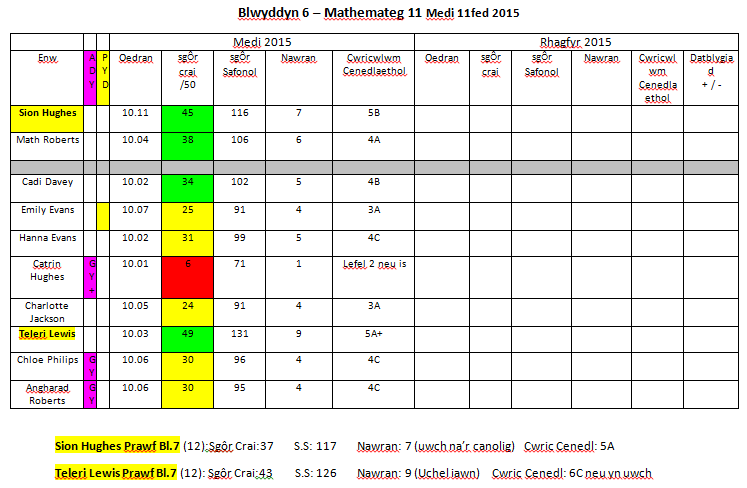 Blwyddyn 6 – Mathemateg 11 Medi 11fed 2015
Medi 2015 Rhagfyr 2015
Enw ADY PYD Oedran sgôr crai /50 sgôr Safonol Nawran Cwricwlwm Cenedlaethol Oedran sgôr crai sgôr Safonol Nawran Cwricwlwm Cenedlaethol Datblygiad + / -
Sion Hughes 10.11 45 116 7 5B
Math Roberts 10.04 38 106 6 4A
Cadi Davey 10.02 34 102 5 4B
Emily Evans 10.07 25 91 4 3A
Hanna Evans 10.02 31 99 5 4C
Catrin Hughes GY+ 10.01 6 71 1 Lefel 2 neu is
Charlotte Jackson 10.05 24 91 4 3A
Teleri Lewis 10.03 49 131 9 5A+
Chloe Philips GY 10.06 30 96 4 4C
Angharad Roberts GY 10.06 30 95 4 4C
Sion Hughes Prawf Bl.7 (12):Sgôr Crai:37 S.S: 117 Nawran: 7 (uwch na’r canolig) Cwric Cenedl: 5A
Teleri Lewis Prawf Bl.7 (12): Sgôr Crai:43 S.S: 126 Nawran: 9 (Uchel iawn) Cwric Cenedl: 6C neu yn uwch